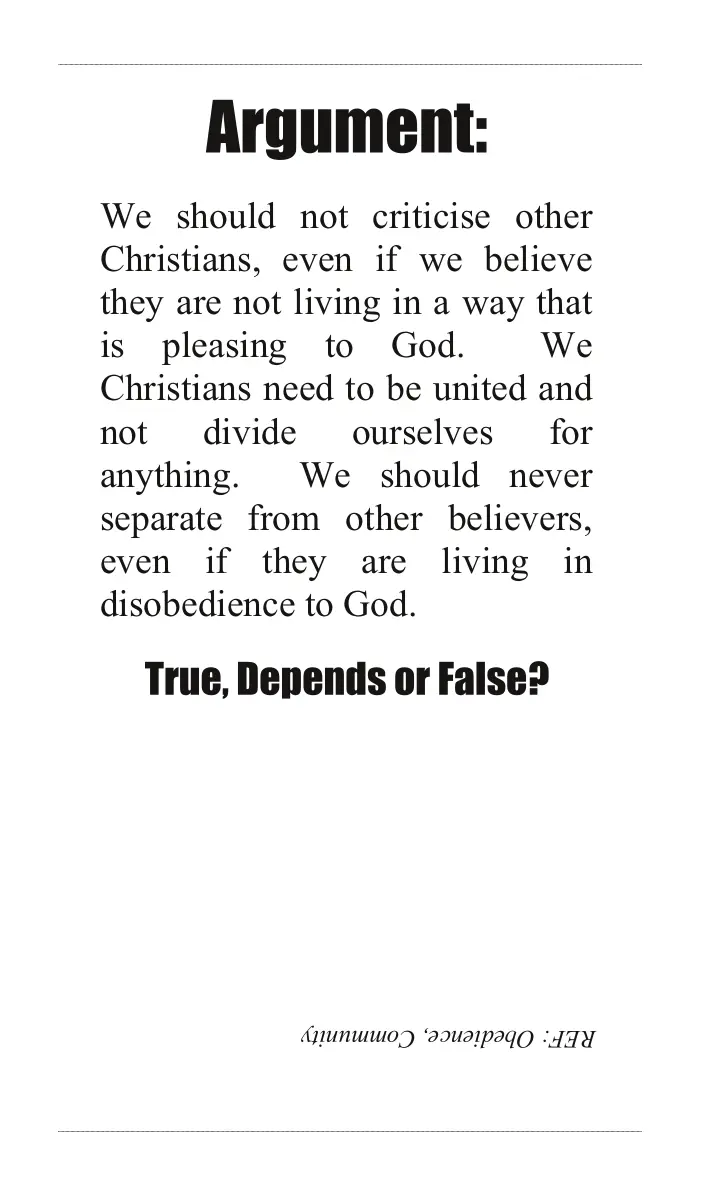 Argument:
We should not criticise other
Christians, even if we believe
they are not living in a way that
is pleasing to God. We
Christians need to be united and
not divide ourselves for
anything. We should never
separate from other believers,
even if they are living in
disobedience to God.
True, Depends or False?
REF: Obedience, Community